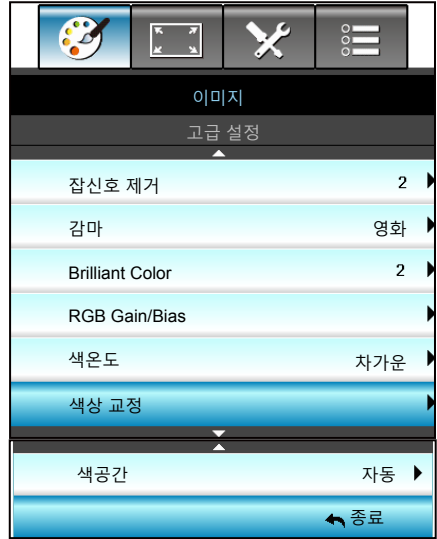 이미지
고급 설정
잡신호 제거 2
감마 영화
Brilliant Color 2
RGB Gain/Bias
색온도 차가운
색상 교정
색공간 자동
종료